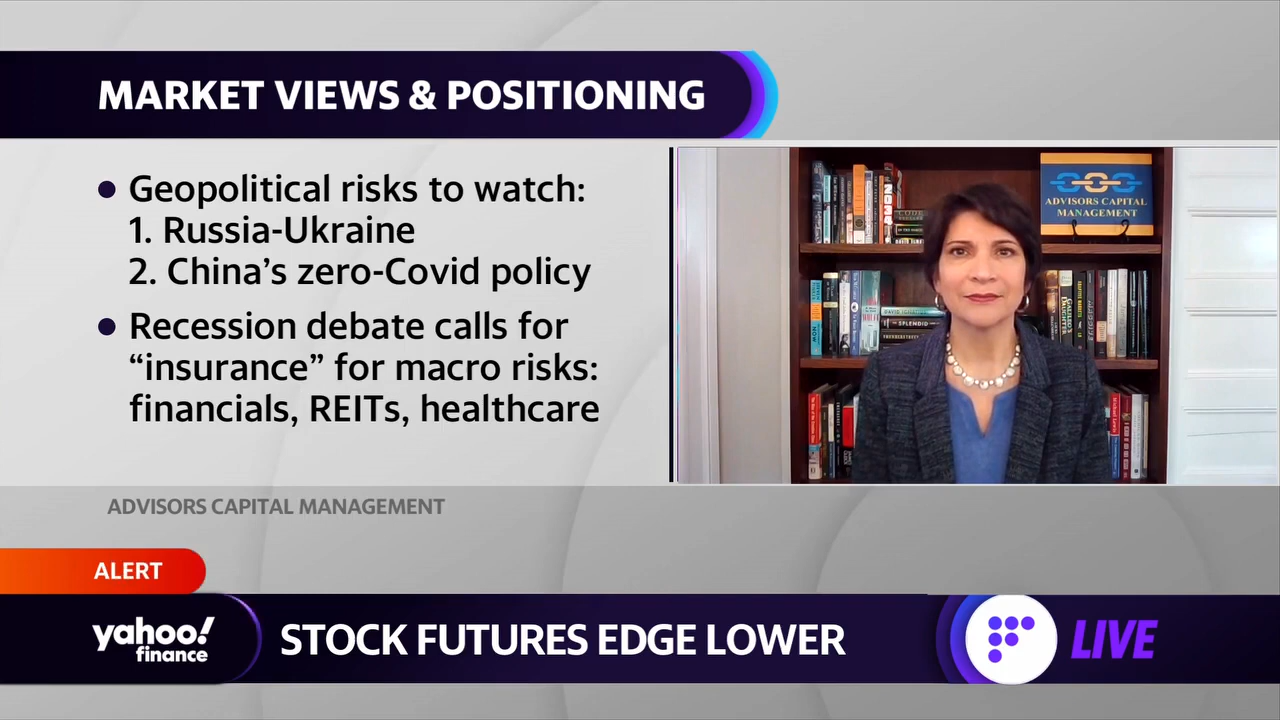 MARKET VIEWS & POSITIONING
• Geopolitical risks to watch:
1. Russia-Ukraine
2. China’s zero-Covid policy
• Recession debate calls for
“insurance” for macro risks:
financials, REITs, healthcare
ADVISORS CAPITAL
MANAGEMENT
2034
SPLENDID
ADVISORS CAPITAL MANAGEMENT
ALERT
yahoo!
finance
STOCK FUTURES EDGE LOWER
LIVE